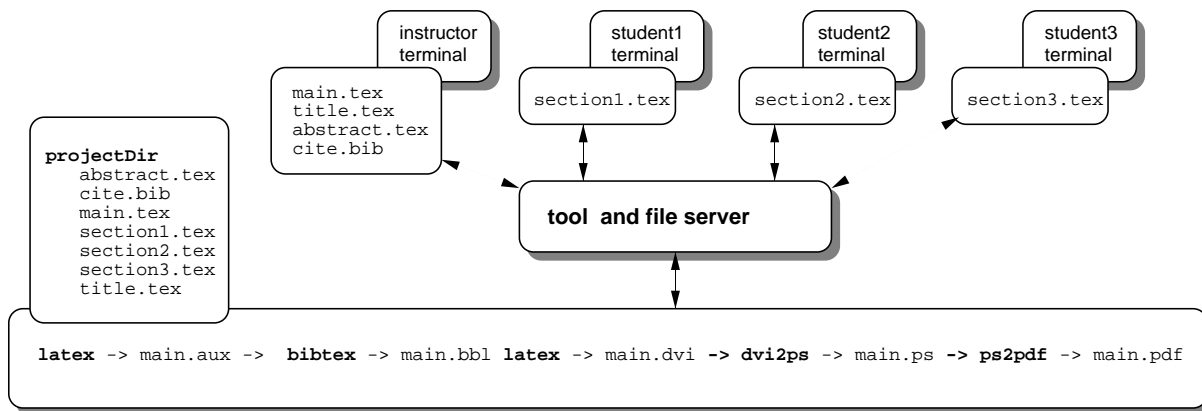 instructor
terminal
student1
terminal
student2
terminal
student3
terminal
main.tex
title.tex
abstract.tex
cite.bib
section1.tex
section2.tex
section3.tex
projectDir
abstract.tex
cite.bib
main.tex
section1.tex
section2.tex
section3.tex
title.tex
tool and file server
latex -> main.aux -> bibtex -> main.bbl latex -> main.dvi -> dvi2ps -> main.ps -> ps2pdf -> main.pdf